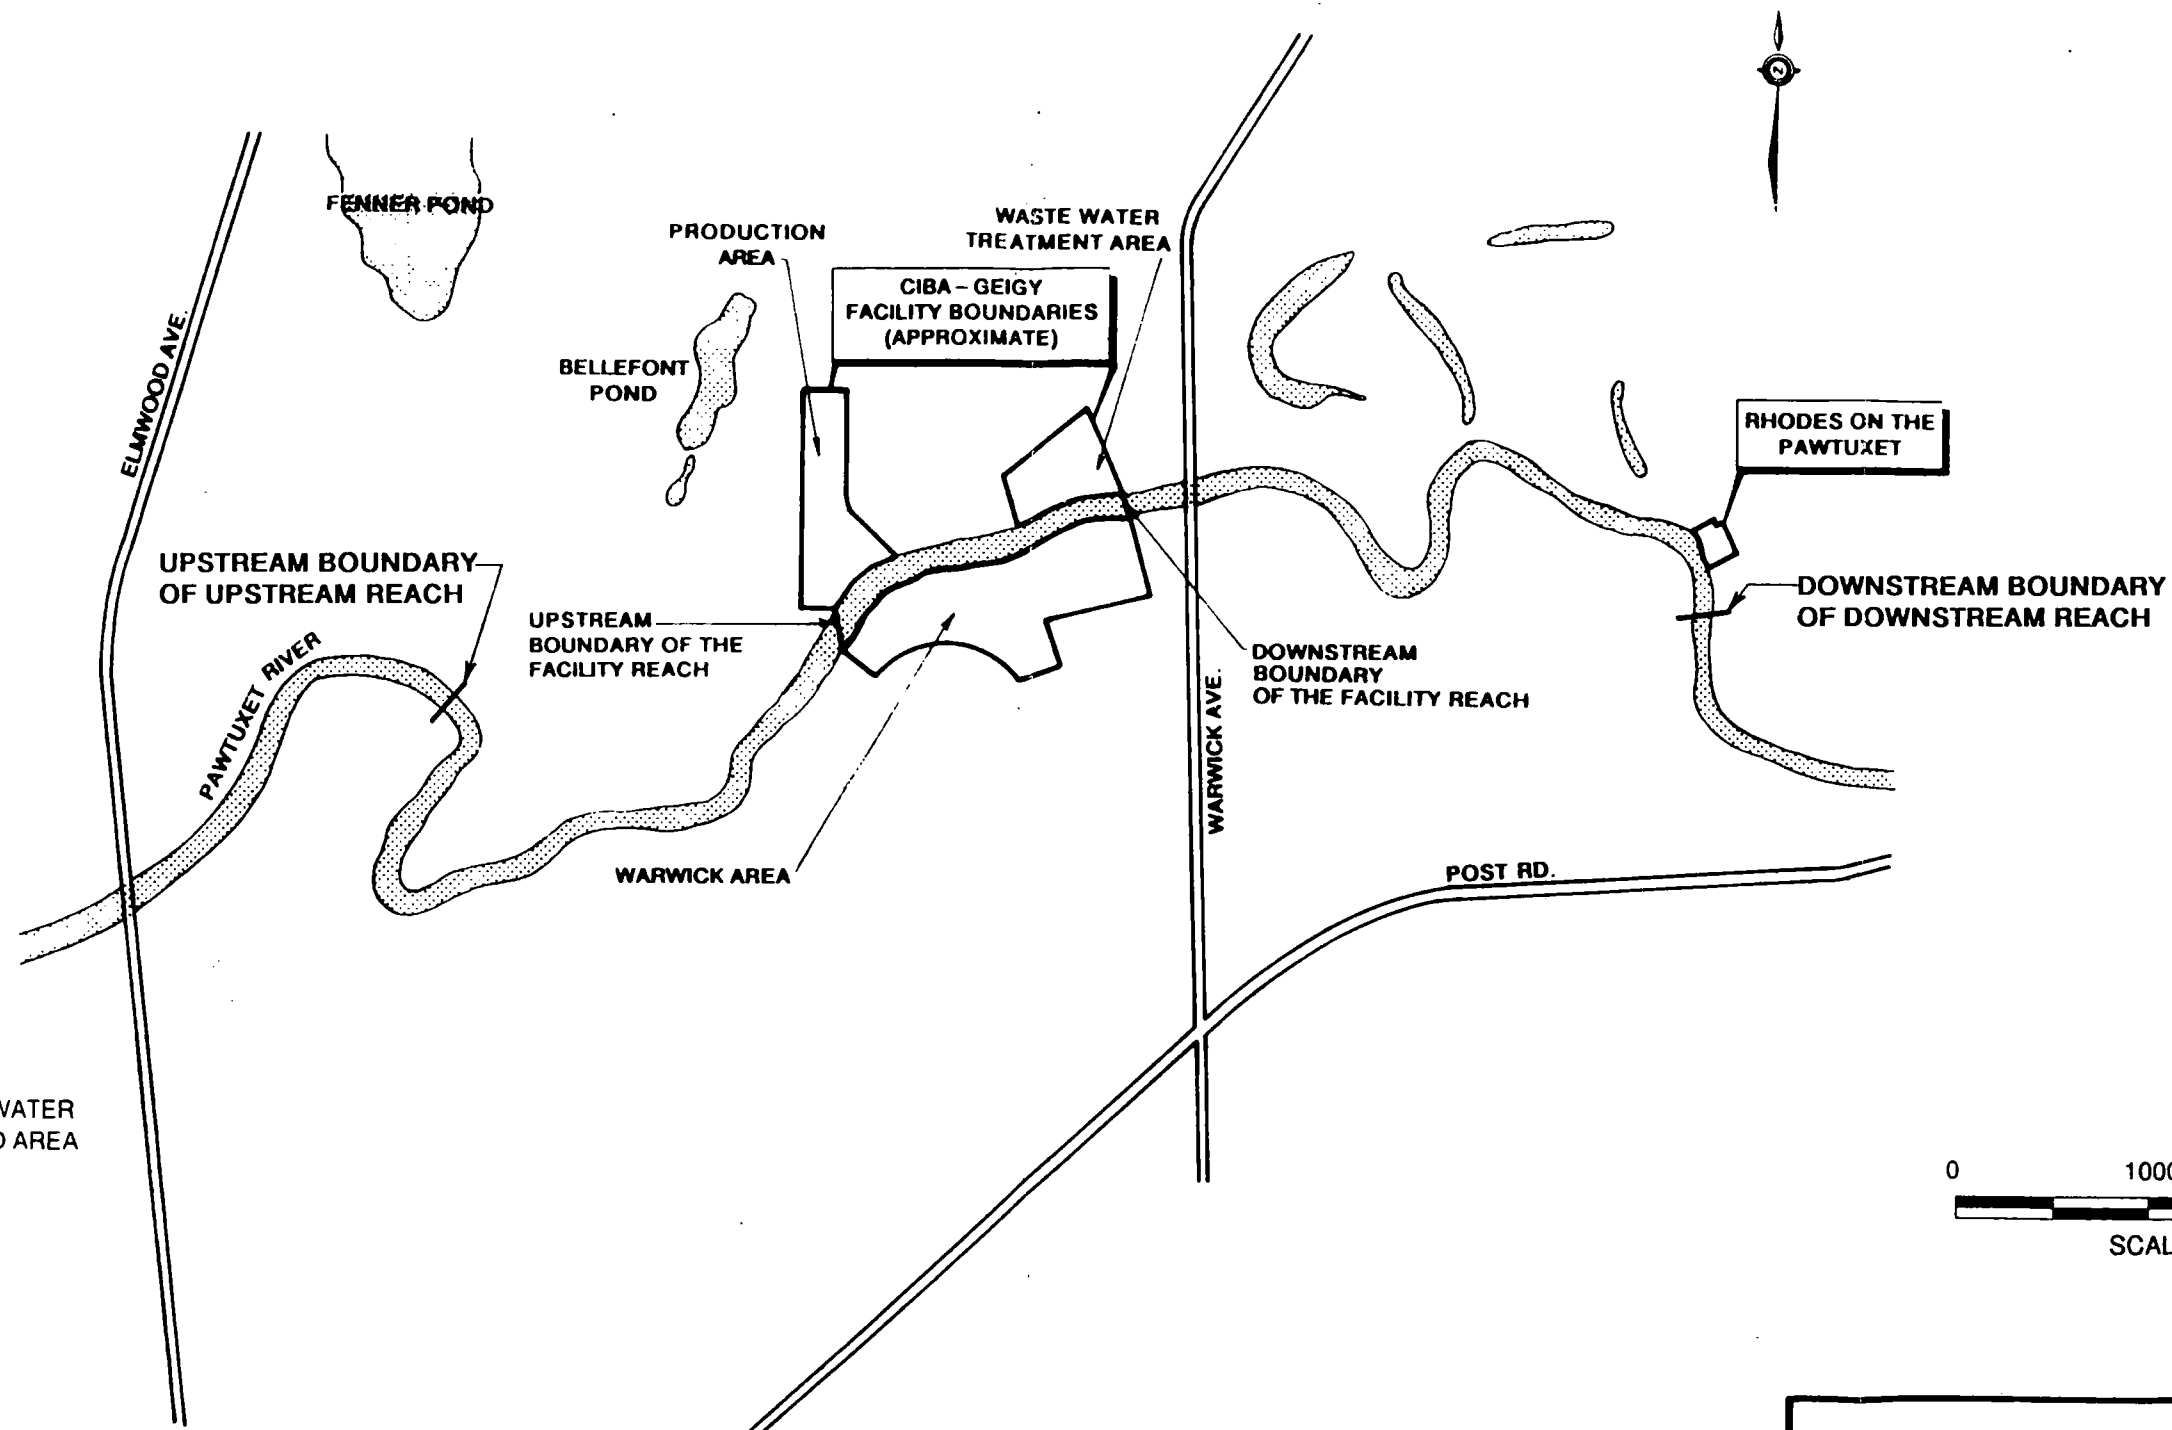 Z
FENNER POND
PRODUCTION
AREA
WASTE WATER
TREATMENT AREA
CIBA – GEIGY
FACILITY BOUNDARIES
(APPROXIMATE)
BELLEFONT
POND
ELMWOOD AVE.
RHODES ON THE
PAWTUXET
UPSTREAM BOUNDARY
OF UPSTREAM REACH
UPSTREAM
BOUNDARY OF THE
FACILITY REACH
DOWNSTREAM BOUNDARY
OF DOWNSTREAM REACH
DOWNSTREAM
BOUNDARY
OF THE FACILITY REACH
PAWTUXET RIVER
WARWICK AVE.
WARWICK AREA
POST RD.
WATER
AREA
0 1000
SCAL